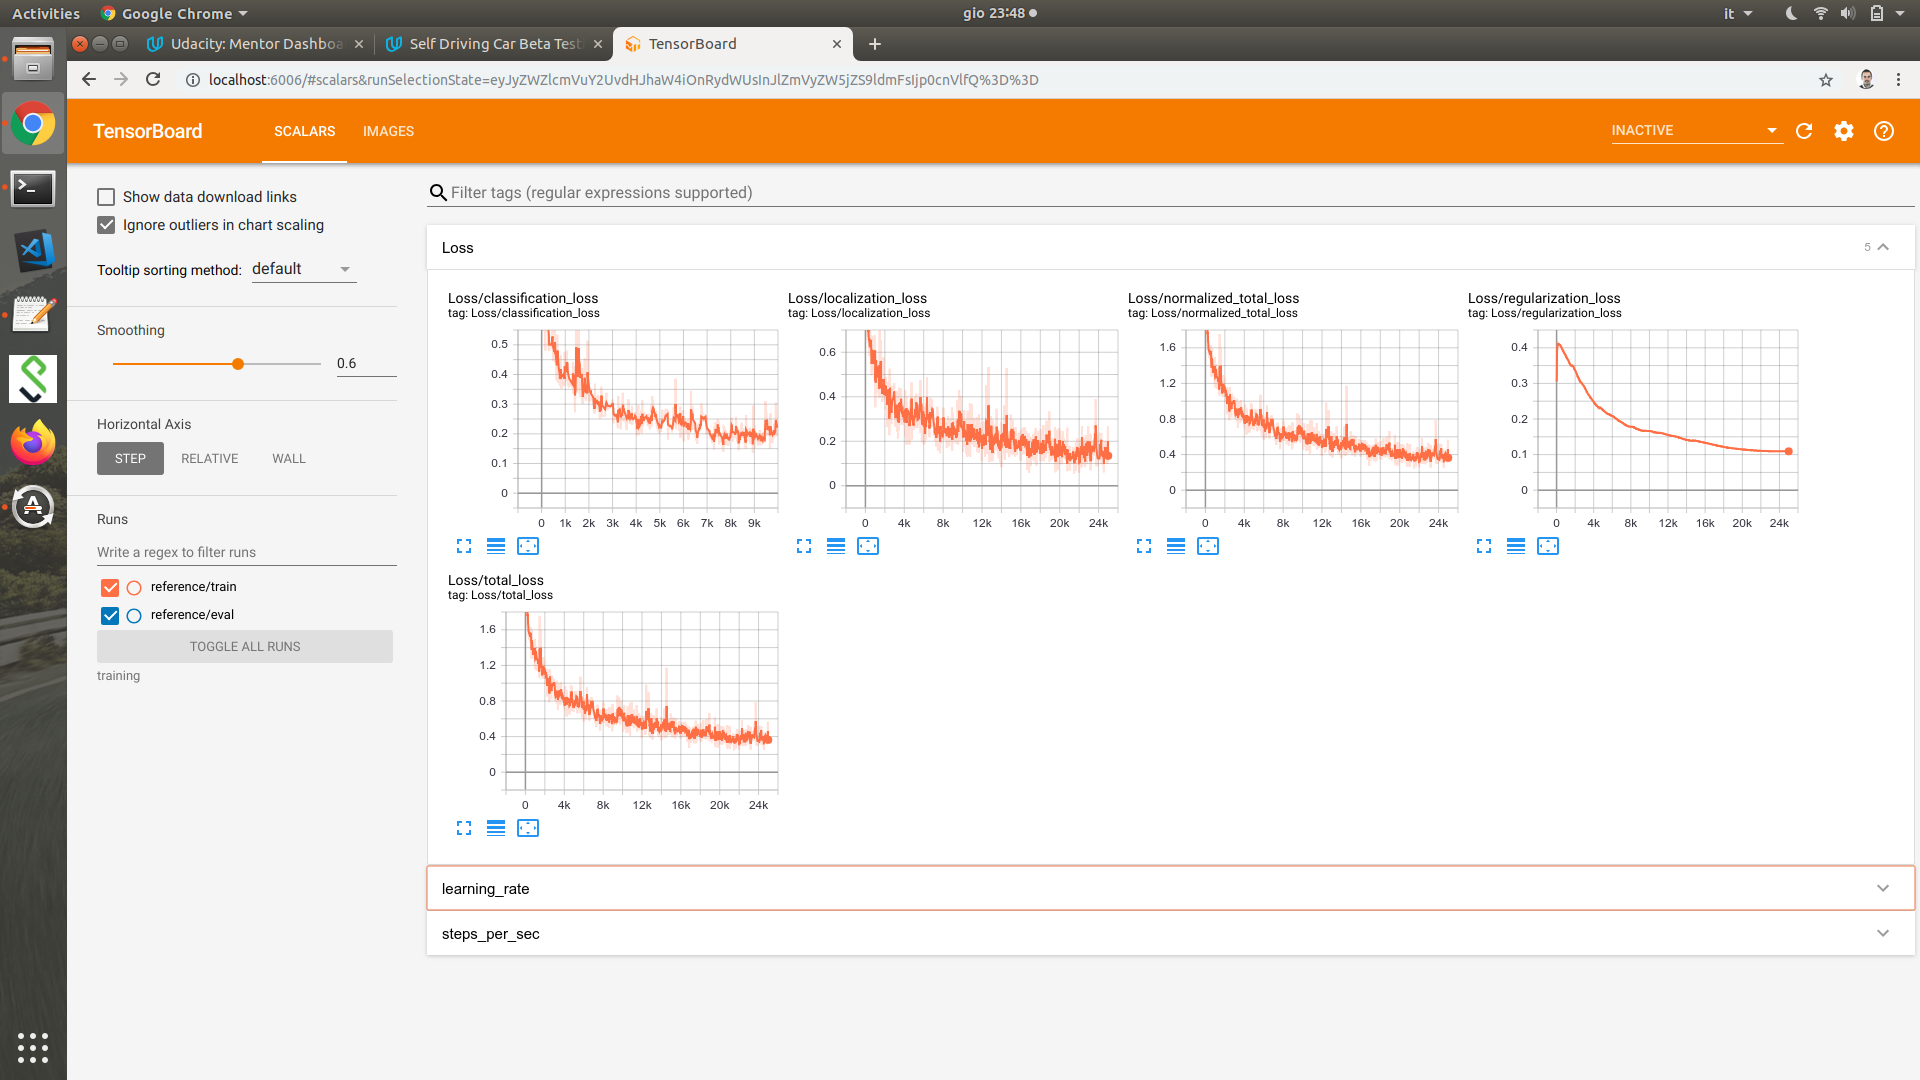 Activities
Google Chrome
gio 23:48
it
Udacity: Mentor Dashboa
Self Driving Car Beta Test
TensorBoard
localhost:6006/#scalars&runSelectionState=eyJyZWZlcmVuY2UvdHJhaW4iOnRydWUsInJlZmVyZW5jZS9ldmFsIjp0cnVlfQ%3D%3D
TensorBoard
SCALARS
IMAGES
INACTIVE
Show data download links
Ignore outliers in chart scaling
Tooltip sorting method: default
Smoothing
0.6
Horizontal Axis
STEP RELATIVE WALL
Runs
Write a regex to filter runs
reference/train
reference/eval
TOGGLE ALL RUNS
training
Filter tags (regular expressions supported)
Loss
5
Loss/classification_loss
tag: Loss/classification_loss
0.5
0.4
0.3
0.2
0.1
0
0 1k 2k 3k 4k 5k 6k 7k 8k 9k
Loss/localization_loss
tag: Loss/localization_loss
0.6
0.4
0.2
0
0 4k 8k 12k 16k 20k 24k
Loss/normalized_total_loss
tag: Loss/normalized_total_loss
1.6
1.2
0.8
0.4
0
0 4k 8k 12k 16k 20k 24k
Loss/regularization_loss
tag: Loss/regularization_loss
0.4
0.3
0.2
0.1
0
0 4k 8k 12k 16k 20k 24k
Loss/total_loss
tag: Loss/total_loss
1.6
1.2
0.8
0.4
0
0 4k 8k 12k 16k 20k 24k
learning_rate
steps_per_sec